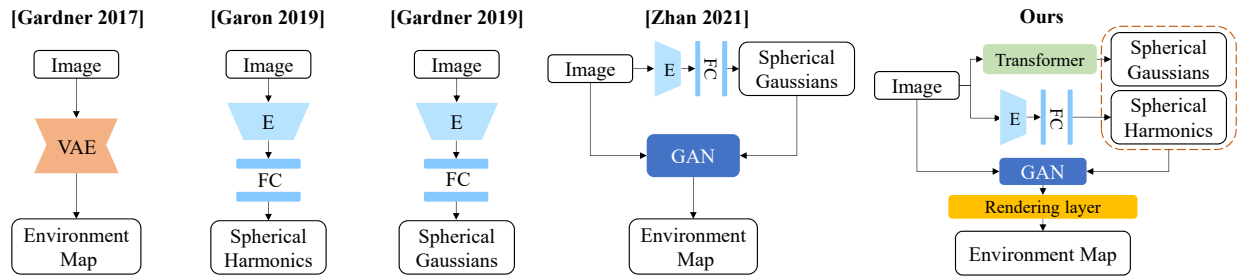 [Gardner 2017]
Image
VAE
Environment
Map
[Garon 2019]
Image
E
FC
Spherical
Harmonics
[Gardner 2019]
Image
E
FC
Spherical
Gaussians
[Zhan 2021]
Image
E
FC
Spherical
Gaussians
GAN
Environment
Map
Ours
Image
Transformer
Spherical
Gaussians
E
FC
Spherical
Harmonics
GAN
Rendering layer
Environment Map